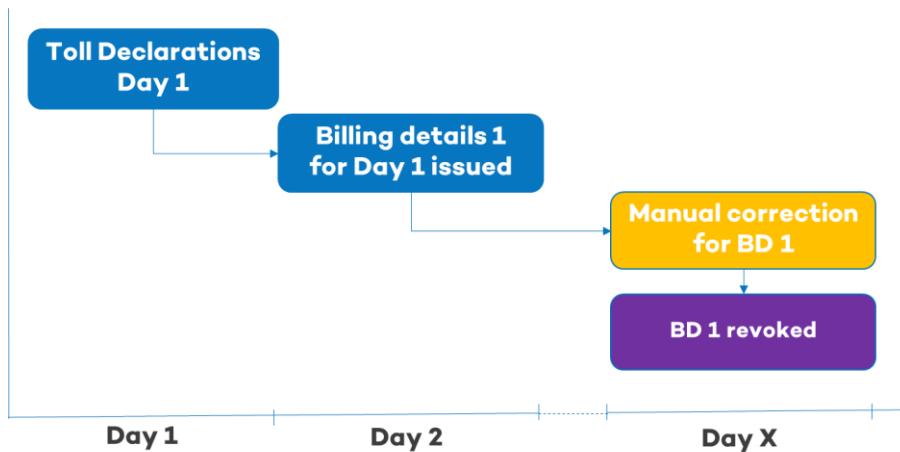 Toll Declarations
Day 1
Billing details 1
for Day 1 issued
Manual correction
for BD 1
BD 1 revoked
Day 1
Day 2
Day X